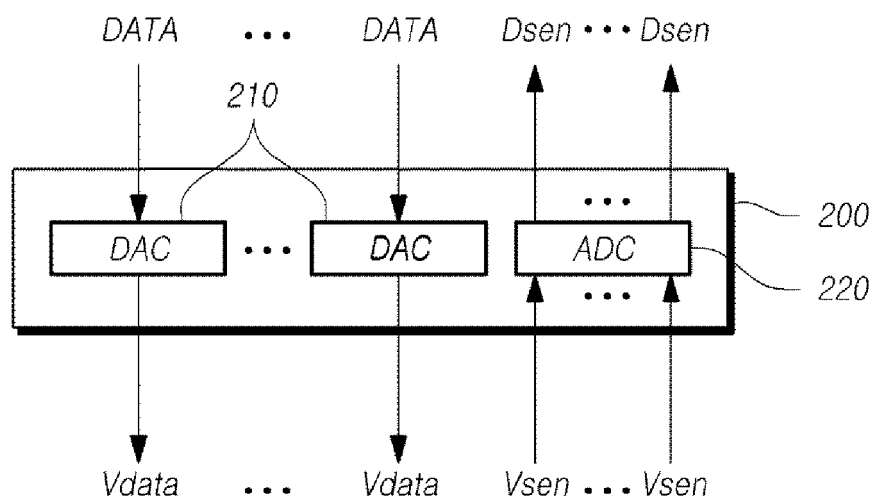 DATA ... DATA Dsen ... Dsen
210
...
200
DAC ... DAC ADC
220
...
Vdata ... Vdata Vsen ... Vsen